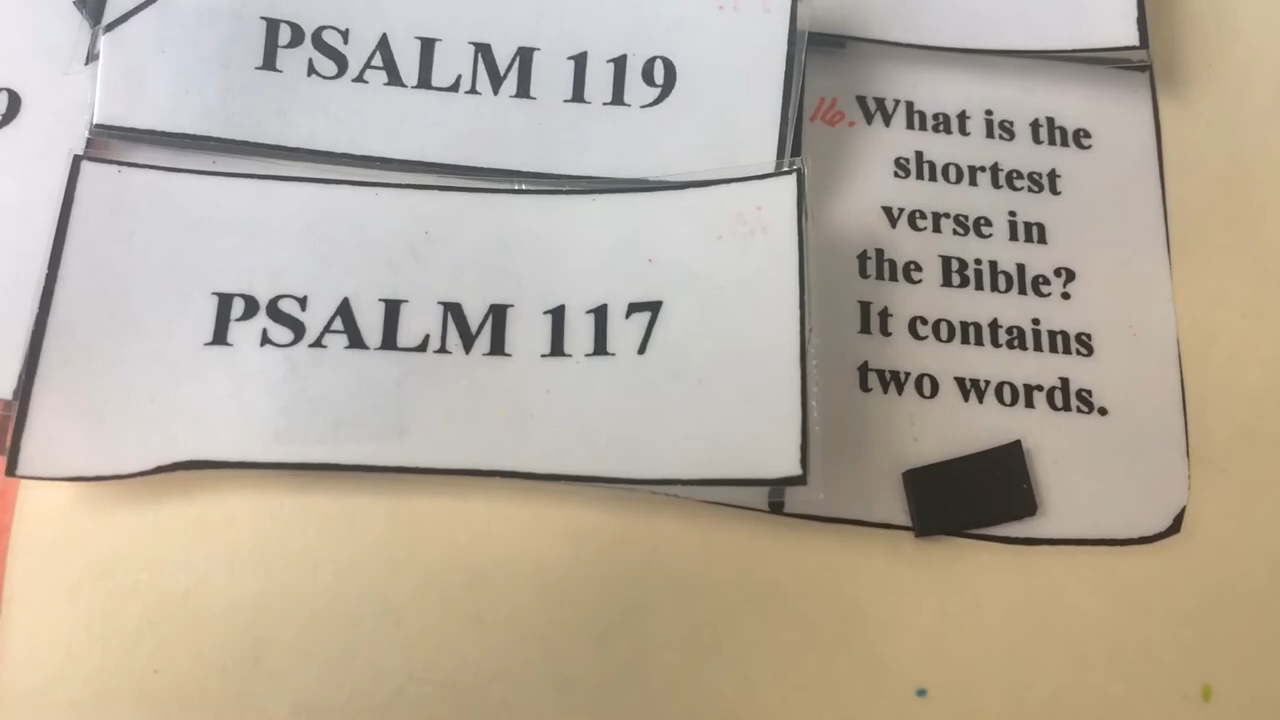 PSALM 119
PSALM 117
16. What is the
shortest
verse in
the Bible?
It contains
two words.